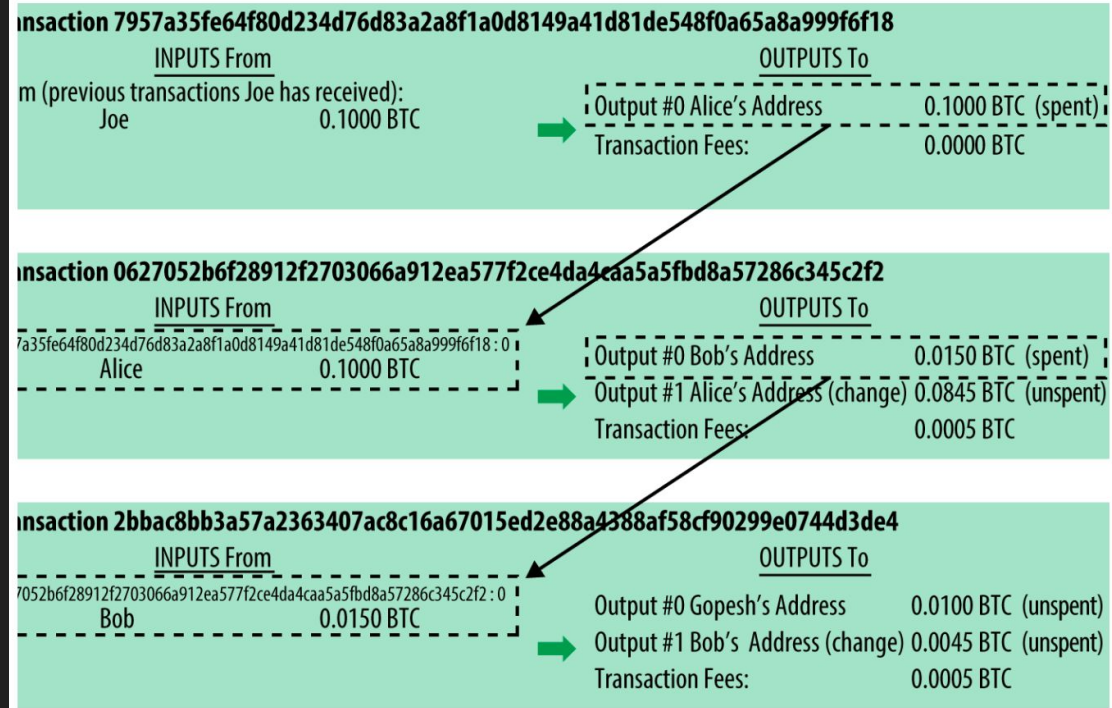 nsaction 7957a35fe64f80d234d76d83a2a8f1a0d8149a41d81de548f0a65a8a999f6f18
INPUTS From
OUTPUTS To
m (previous transactions Joe has received):
Joe 0.1000 BTC
Output #0 Alice's Address 0.1000 BTC (spent)
Transaction Fees: 0.0000 BTC
nsaction 0627052b6f28912f2703066a912ea577f2ce4da4caa5a5fbd8a57286c345c2f2
INPUTS From
OUTPUTS To
7a35fe64f80d234d76d83a2a8f1a0d8149a41d81de548f0a65a8a999f6f18 : 0
Alice 0.1000 BTC
Output #0 Bob's Address 0.0150 BTC (spent)
Output #1 Alice's Address (change) 0.0845 BTC (unspent)
Transaction Fees: 0.0005 BTC
nsaction 2bbac8bb3a57a2363407ac8c16a67015ed2e88a4388af58cf90299e0744d3de4
INPUTS From
OUTPUTS To
7052b6f28912f2703066a912ea577f2ce4da4caa5a5fbd8a57286c345c2f2 : 0
Bob 0.0150 BTC
Output #0 Gopesh's Address 0.0100 BTC (unspent)
Output #1 Bob's Address (change) 0.0045 BTC (unspent)
Transaction Fees: 0.0005 BTC